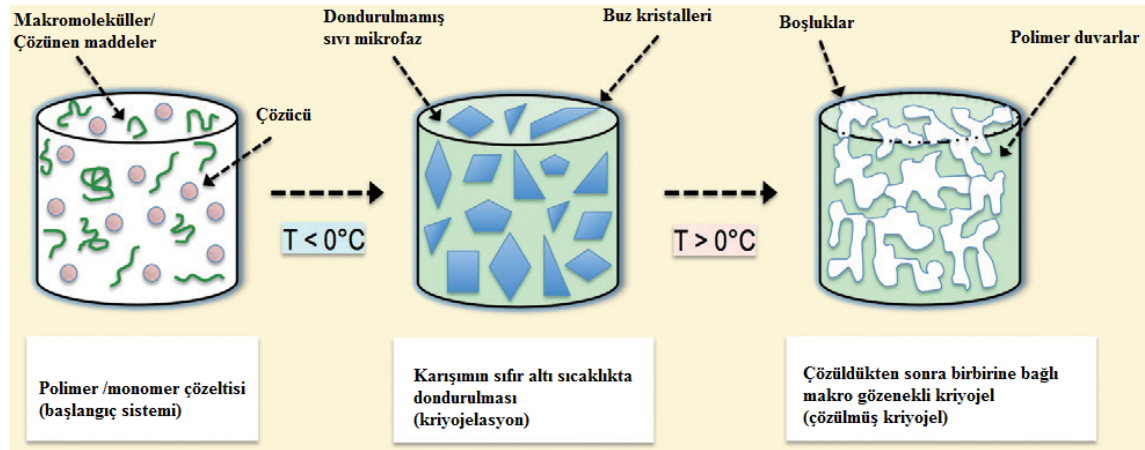 Makromoleküller/
Çözünen maddeler
Dondurulmamış
sıvı mikrofaz
Buz kristalleri
Boşluklar
Polimer duvarlar
Çözücü
T < 0°C
T > 0°C
Polimer /monomer çözeltisi
(başlangıç sistemi)
Karışımın sıfır altı sıcaklıkta
dondurulması
(kriyojelasyon)
Çözüldükten sonra birbirine bağlı
makro gözenekli kriyojel
(çözülmüş kriyojel)